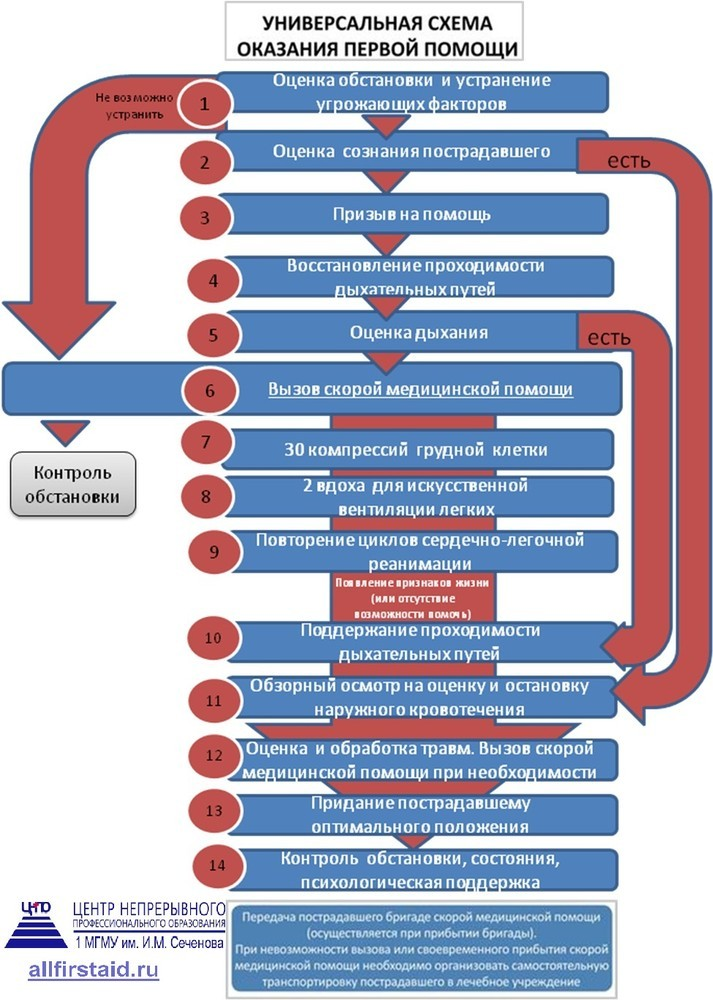 УНИВЕРСАЛЬНАЯ СХЕМА
ОКАЗАНИЯ ПЕРВОЙ ПОМОЩИ
Не возможно
устранить
1
Оценка обстановки и устранение
угрожающих факторов
2
Оценка сознания пострадавшего
есть
3
Призыв на помощь
4
Восстановление проходимости
дыхательных путей
5
Оценка дыхания
есть
6
Вызов скорой медицинской помощи
Контроль
обстановки
7
30 компрессий грудной клетки
8
2 вдоха для искусственной
вентиляции легких
9
Повторение циклов сердечно-легочной
реанимации
Появление признаков жизни
(или отсутствие
возможности помочь)
10
Поддержание проходимости
дыхательных путей
11
Обзорный осмотр на оценку и остановку
наружного кровотечения
12
Оценка и обработка травм. Вызов скорой
медицинской помощи при необходимости
13
Придание пострадавшему
оптимального положения
14
Контроль обстановки, состояния,
психологическая поддержка
Передача пострадавшего бригаде скорой медицинской помощи
(осуществляется при прибытии бригады).
При невозможности вызова или своевременного прибытия скорой
медицинской помощи необходимо организовать самостоятельную
транспортировку пострадавшего в лечебное учреждение
ЦНПО
ЦЕНТР НЕПРЕРЫВНОГО
ПРОФЕССИОНАЛЬНОГО ОБРАЗОВАНИЯ
1 МГМУ им. И.М. Сеченова
allfirstaid.ru